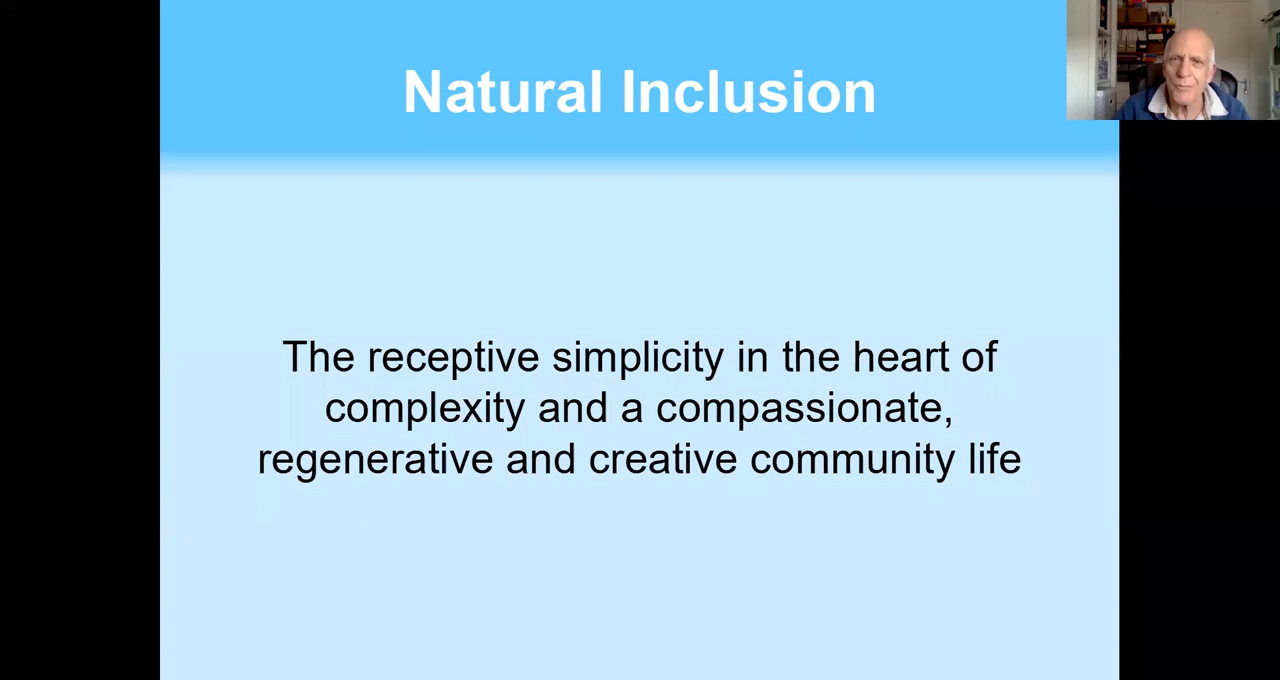 Natural Inclusion
The receptive simplicity in the heart of
complexity and a compassionate,
regenerative and creative community life